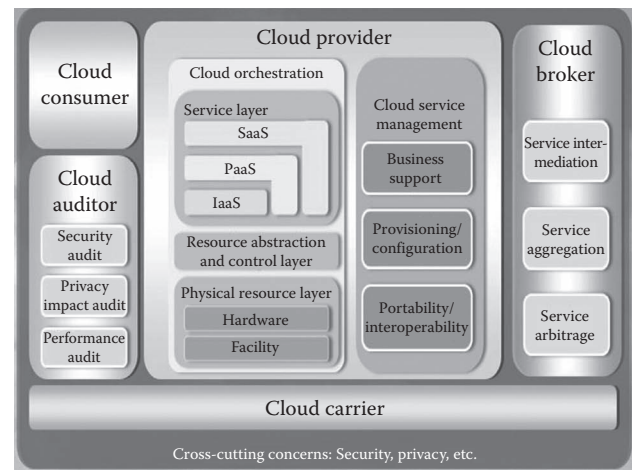 Cloud
consumer
Cloud
auditor
Security
audit
Privacy
impact audit
Performance
audit
Cloud provider
Cloud orchestration
Service layer
SaaS
PaaS
IaaS
Resource abstraction
and control layer
Physical resource layer
Hardware
Facility
Cloud service
management
Business
support
Provisioning/
configuration
Portability/
interoperability
Cloud
broker
Service inter-
mediation
Service
aggregation
Service
arbitrage
Cloud carrier
Cross-cutting concerns: Security, privacy, etc.